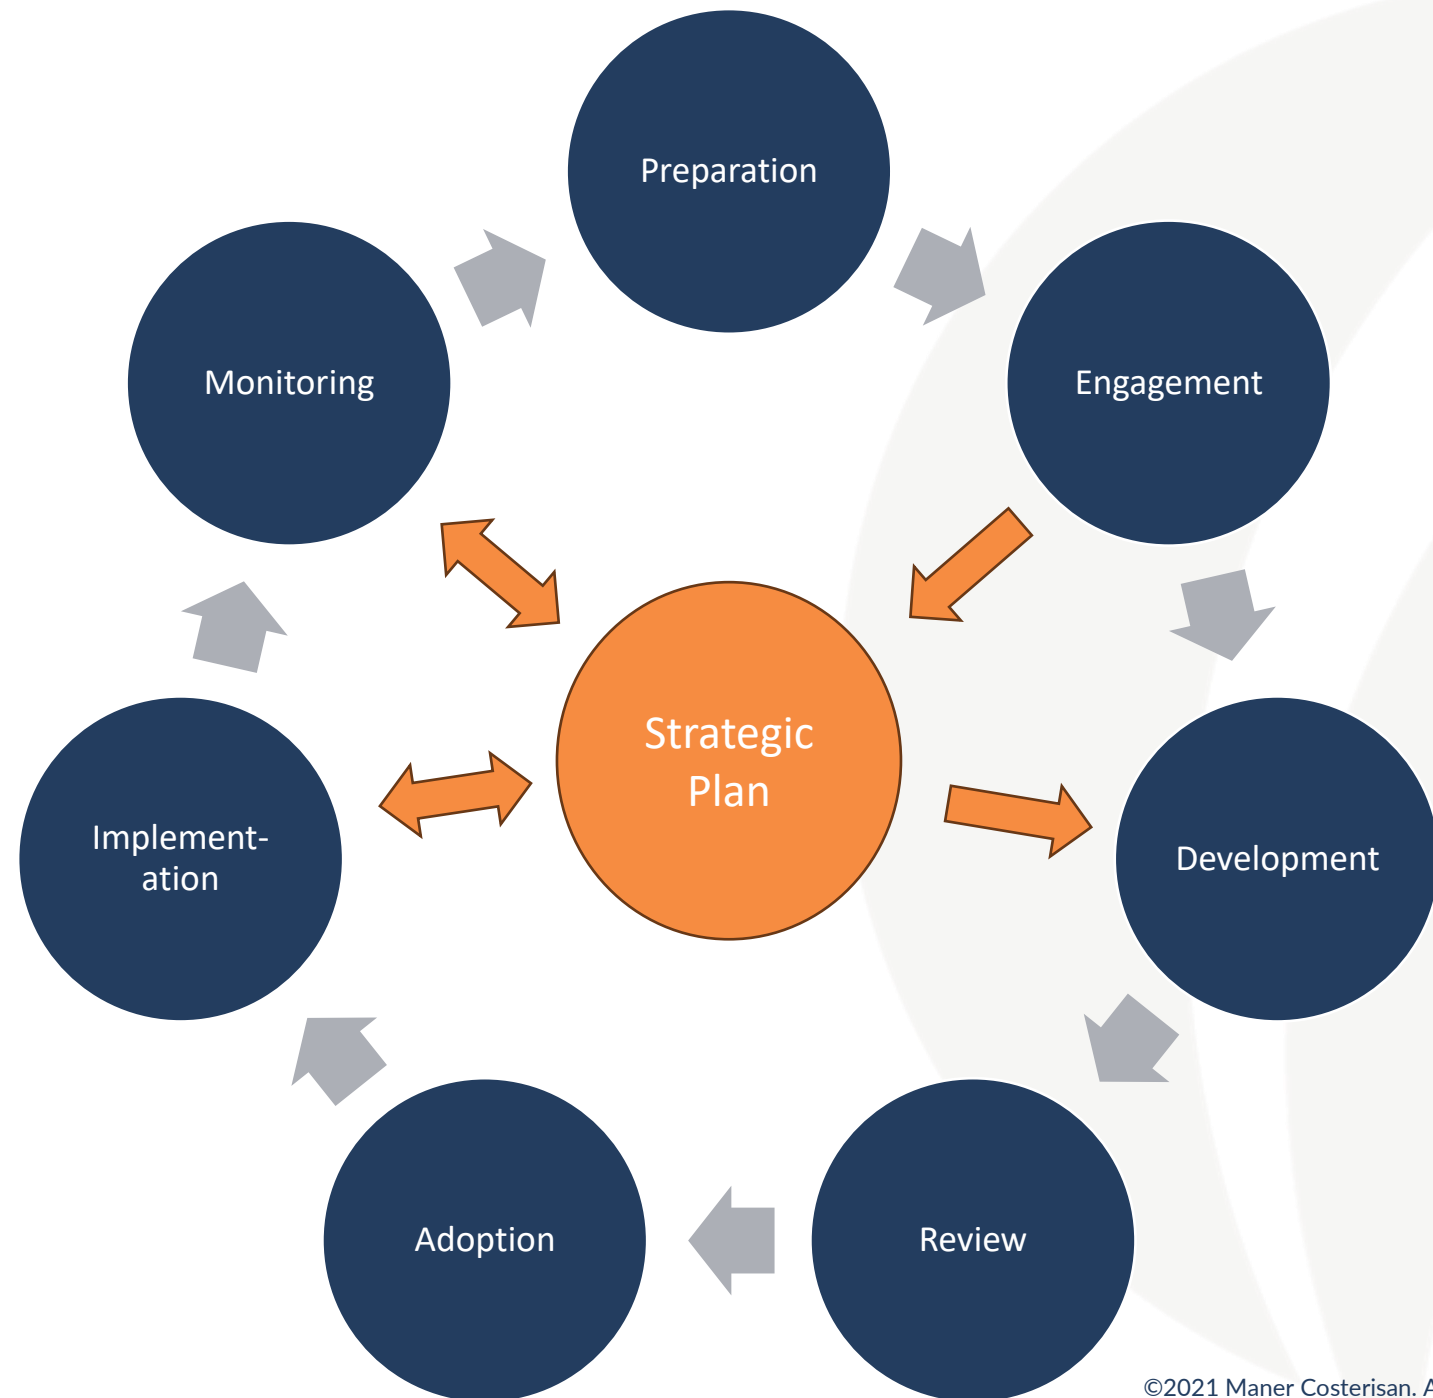 Preparation
Engagement
Development
Review
Adoption
Implement-
ation
Monitoring
Strategic
Plan
©2021 Maner Costerisan. A